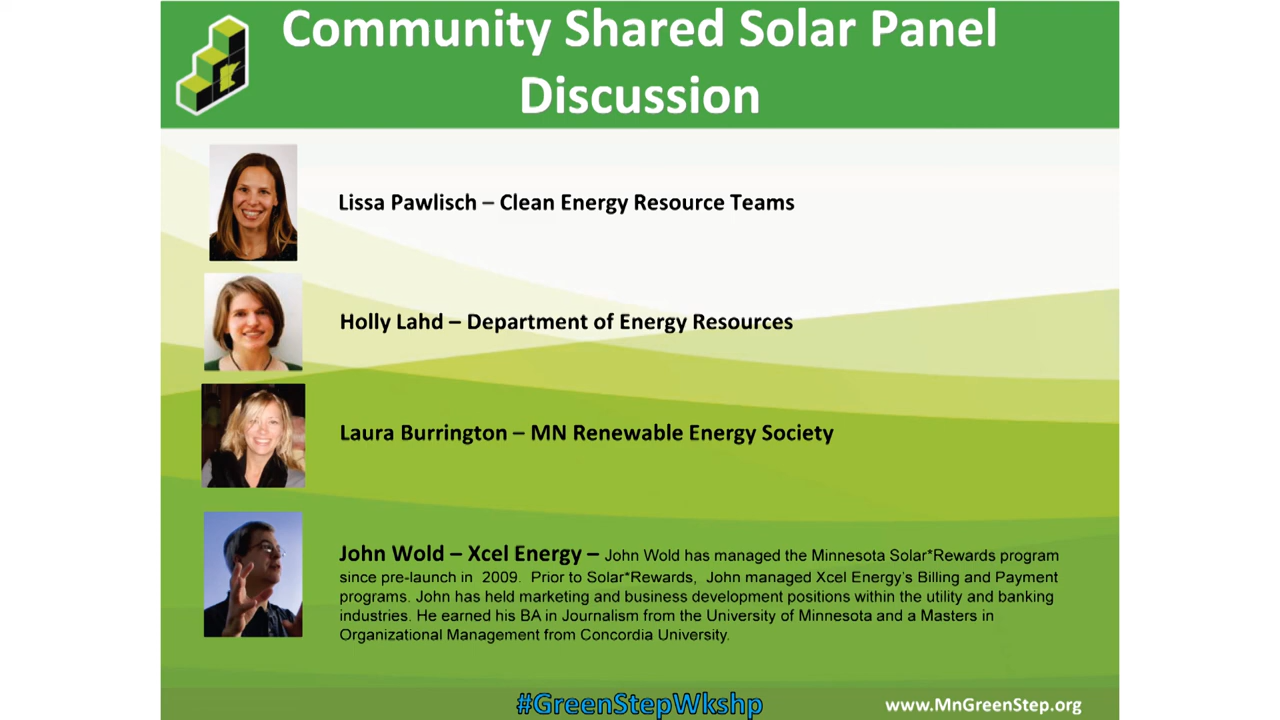 Community Shared Solar Panel
Discussion
Lissa Pawlisch – Clean Energy Resource Teams
Holly Lahd – Department of Energy Resources
Laura Burrington – MN Renewable Energy Society
John Wold – Xcel Energy – John Wold has managed the Minnesota Solar*Rewards program
since pre-launch in 2009. Prior to Solar*Rewards, John managed Xcel Energy's Billing and Payment
programs. John has held marketing and business development positions within the utility and banking
industries. He earned his BA in Journalism from the University of Minnesota and a Masters in
Organizational Management from Concordia University.
#GreenStepWkshp
www.MnGreenStep.org